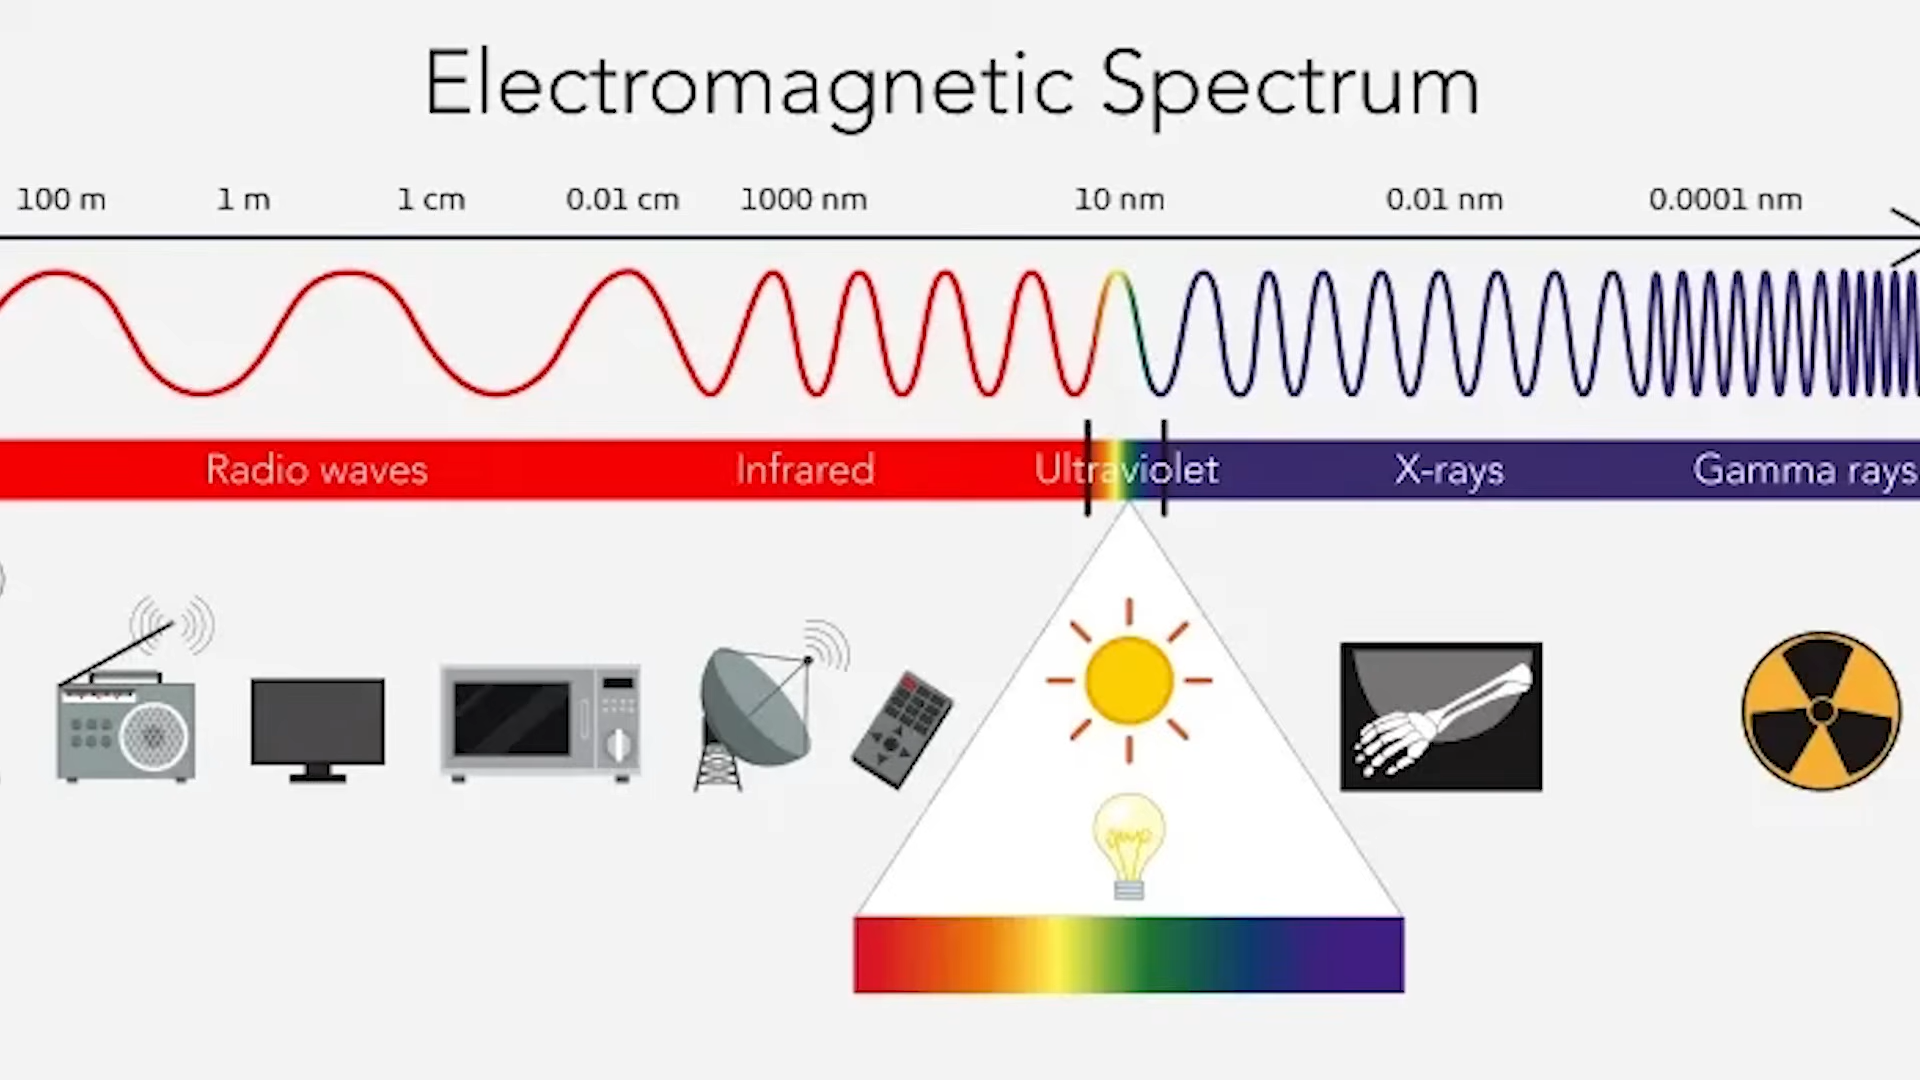 Electromagnetic Spectrum
100 m 1 m 1 cm 0.01 cm 1000 nm 10 nm 0.01 nm 0.0001 nm
Radio waves Infrared Ultraviolet X-rays Gamma rays